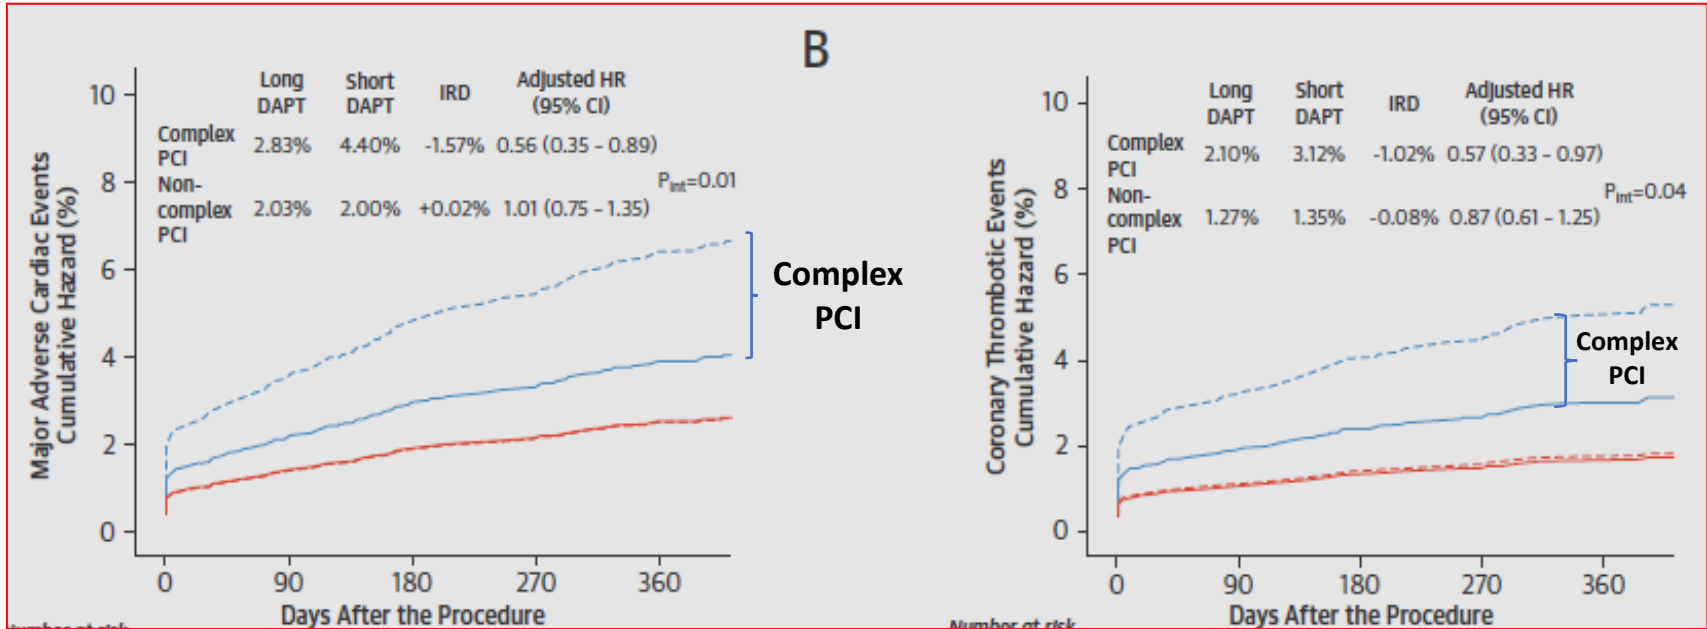 B
Long Short IRD Adjusted HR
DAPT DAPT (95% CI)
Complex PCI 2.83% 4.40% -1.57% 0.56 (0.35 - 0.89)
P_int=0.01
Non-complex PCI 2.03% 2.00% +0.02% 1.01 (0.75 - 1.35)
Major Adverse Cardiac Events
Cumulative Hazard (%)
10
8
6
4
2
0
Complex
PCI
0 90 180 270 360
Days After the Procedure
Number at risk
Long Short IRD Adjusted HR
DAPT DAPT (95% CI)
Complex PCI 2.10% 3.12% -1.02% 0.57 (0.33 - 0.97)
P_int=0.04
Non-complex PCI 1.27% 1.35% -0.08% 0.87 (0.61 - 1.25)
Coronary Thrombotic Events
Cumulative Hazard (%)
10
8
6
4
2
0
Complex
PCI
0 90 180 270 360
Days After the Procedure
Number at risk